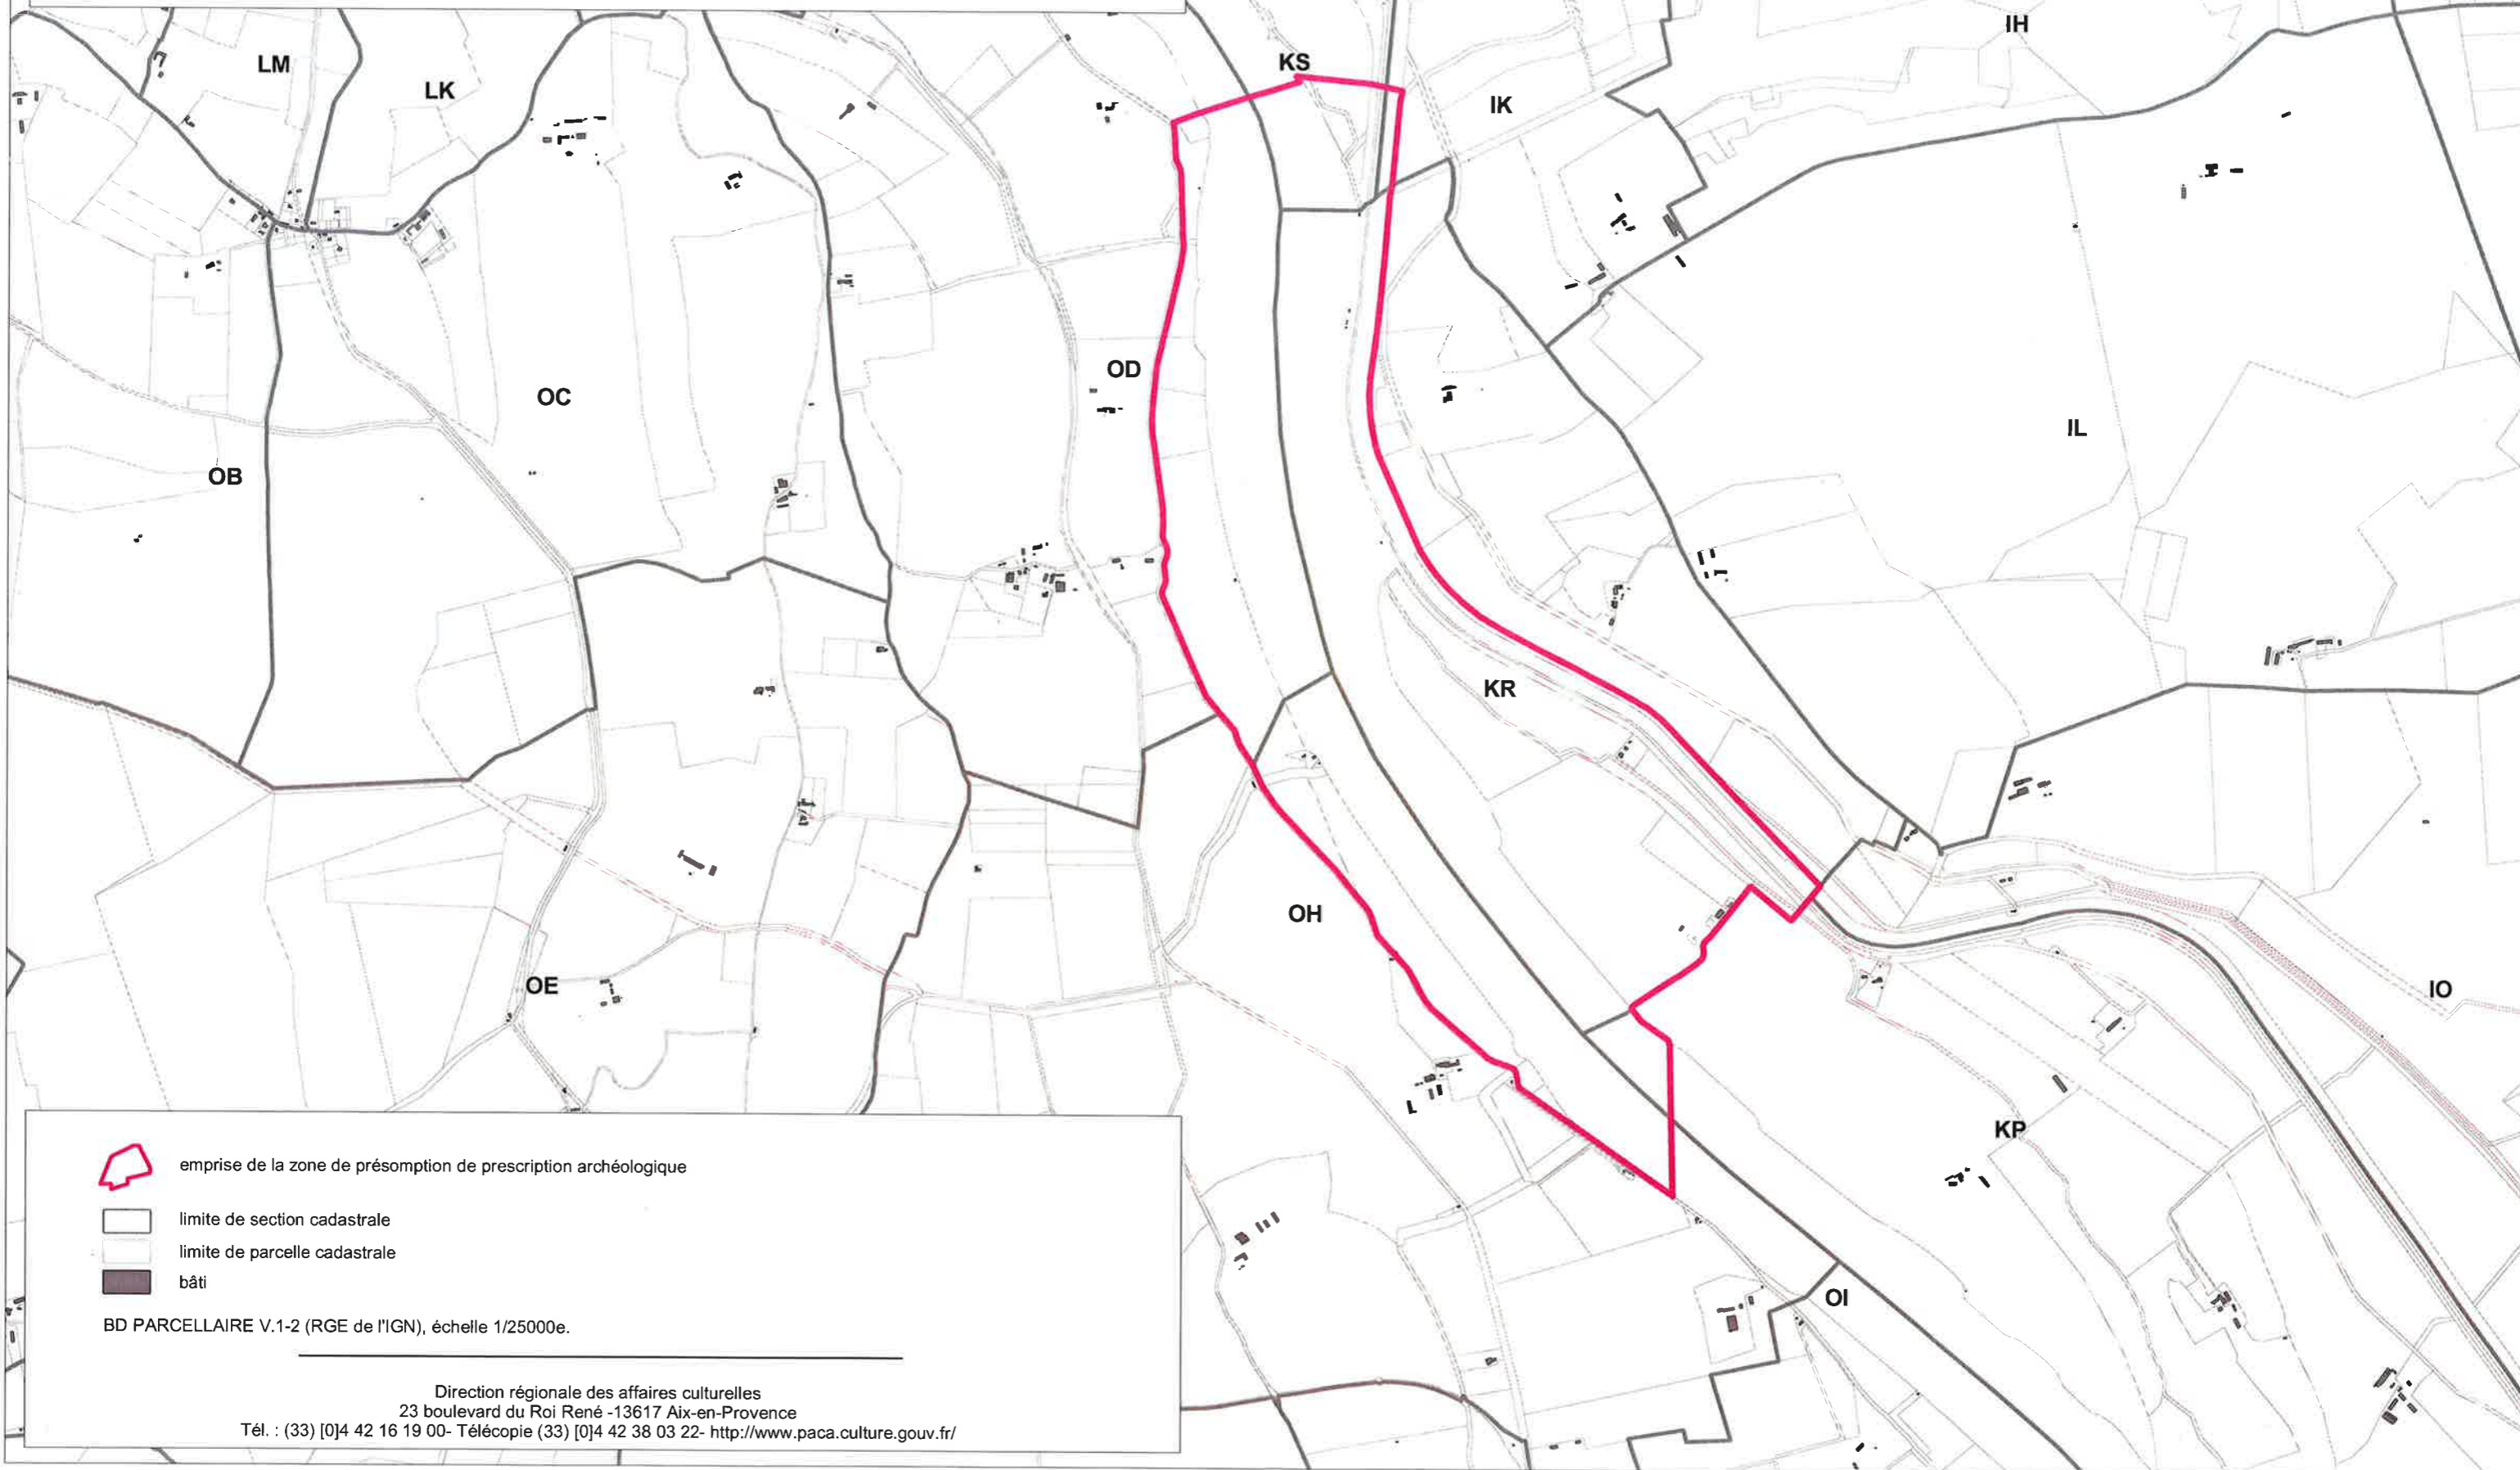 IH
KS
LM
LK
IK
OD
OC
IL
OB
KR
OH
OE
IO
KP
OI
emprise de la zone de présomption de prescription archéologique
limite de section cadastrale
limite de parcelle cadastrale
bâti
BD PARCELLAIRE V.1-2 (RGE de l'IGN), échelle 1/25000e.
Direction régionale des affaires culturelles
23 boulevard du Roi René -13617 Aix-en-Provence
Tél. : (33) [0]4 42 16 19 00- Télécopie (33) [0]4 42 38 03 22- http://www.paca.culture.gouv.fr/